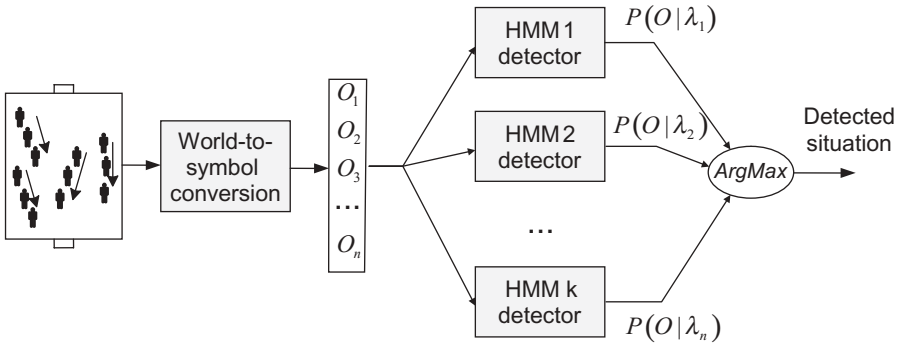 World-to-
symbol
conversion
O₁
O₂
O₃
...
Oₙ
HMM 1
detector
P(O|λ₁)
HMM 2
detector
P(O|λ₂)
...
HMM k
detector
P(O|λₙ)
ArgMax
Detected
situation